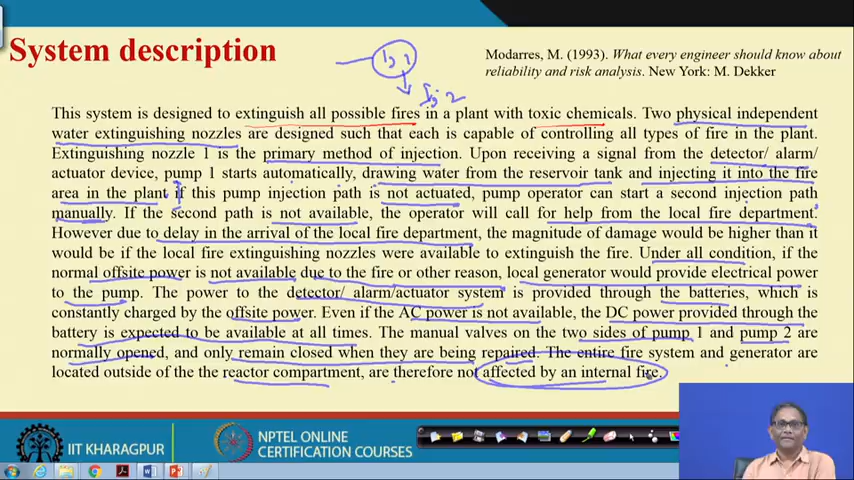 System description
Modarres, M. (1993). What every engineer should know about
reliability and risk analysis. New York: M. Dekker
This system is designed to extinguish all possible fires in a plant with toxic chemicals. Two physical independent
water extinguishing nozzles are designed such that each is capable of controlling all types of fire in the plant.
Extinguishing nozzle 1 is the primary method of injection. Upon receiving a signal from the detector/ alarm/
actuator device, pump 1 starts automatically, drawing water from the reservoir tank and injecting it into the fire
area in the plant if this pump injection path is not actuated, pump operator can start a second injection path
manually. If the second path is not available, the operator will call for help from the local fire department.
However due to delay in the arrival of the local fire department, the magnitude of damage would be higher than it
would be if the local fire extinguishing nozzles were available to extinguish the fire. Under all condition, if the
normal offsite power is not available due to the fire or other reason, local generator would provide electrical power
to the pump. The power to the detector/ alarm/actuator system is provided through the batteries, which is
constantly charged by the offsite power. Even if the AC power is not available, the DC power provided through the
battery is expected to be available at all times. The manual valves on the two sides of pump 1 and pump 2 are
normally opened, and only remain closed when they are being repaired. The entire fire system and generator are
located outside of the the reactor compartment, are therefore not affected by an internal fire.
IIT KHARAGPUR
NPTEL ONLINE
CERTIFICATION COURSES